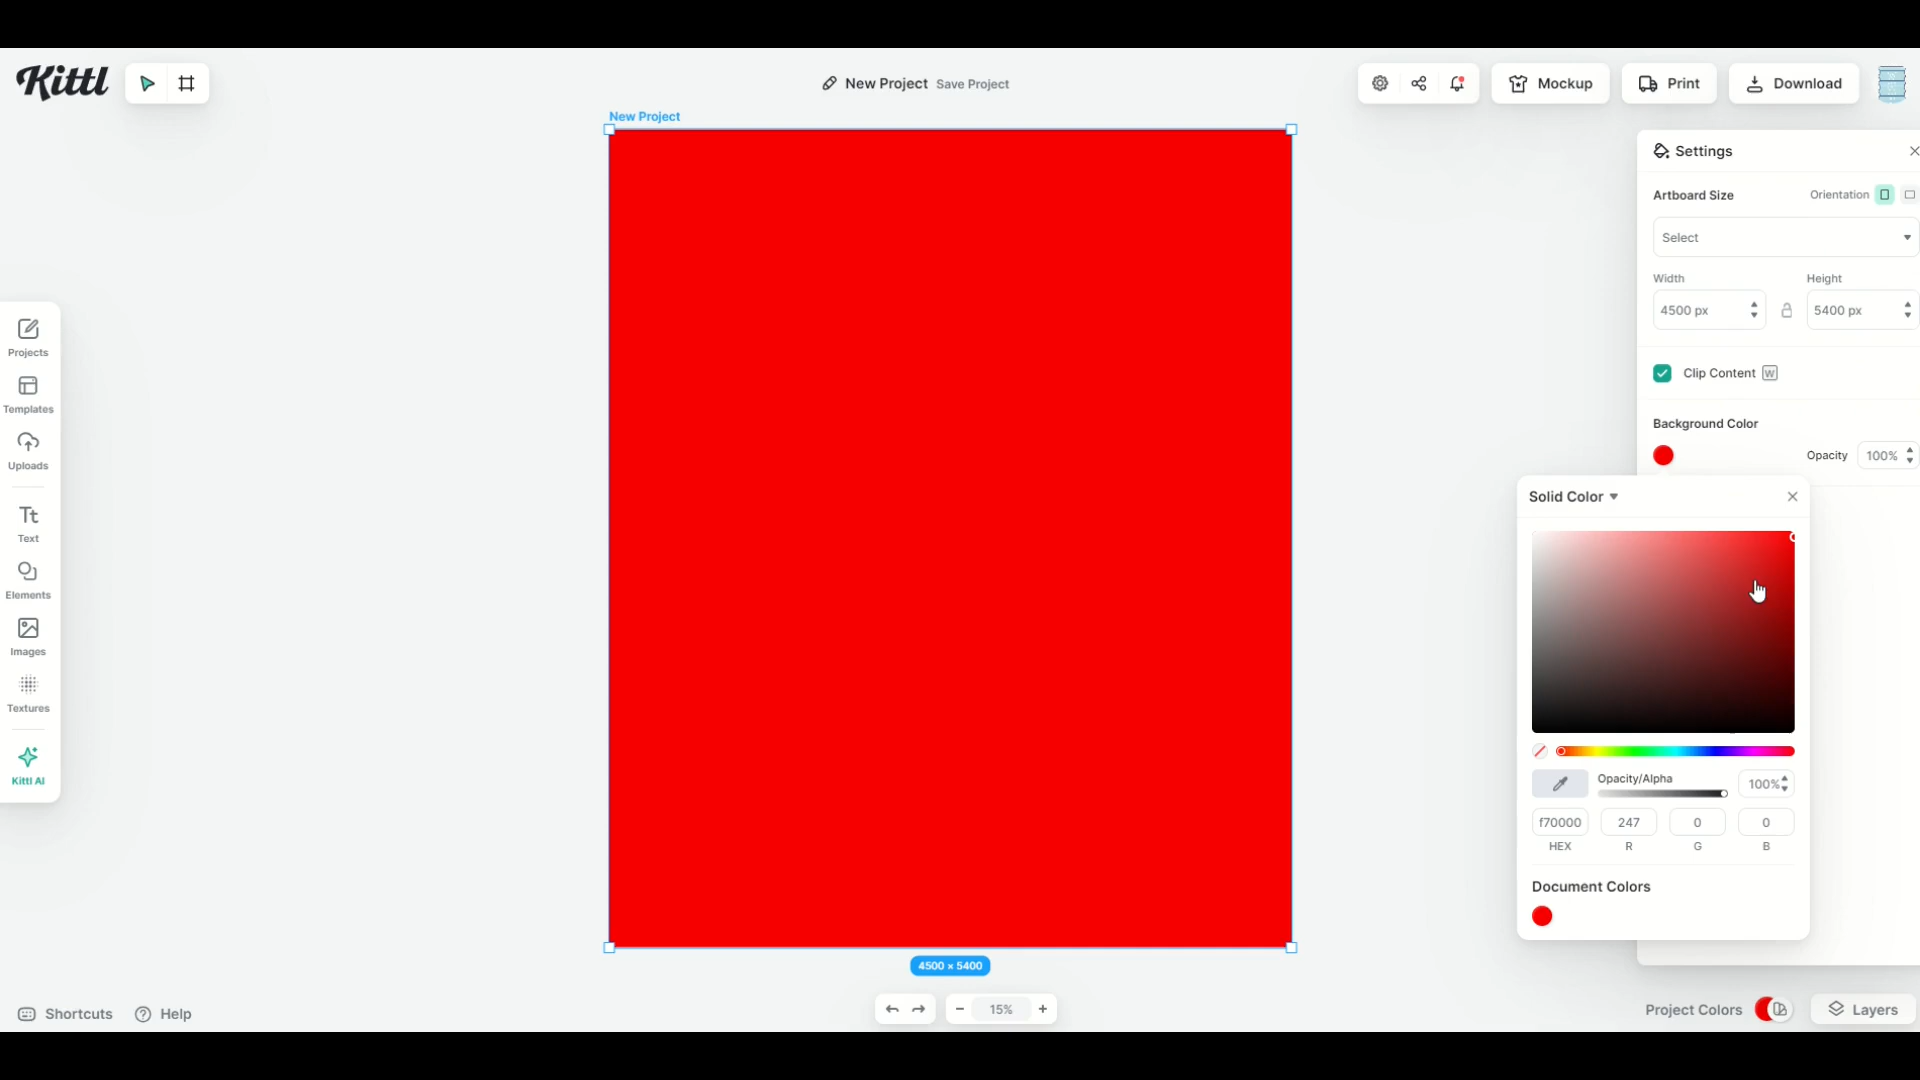 Kittl
New Project Save Project
Mockup
Print
Download
New Project
Settings
Artboard Size
Orientation
Select
Width
Height
4500 px
5400 px
Clip Content W
Background Color
Opacity 100%
Projects
Templates
Uploads
Tt
Text
Elements
Images
Textures
Kittl AI
Solid Color
Opacity/Alpha
100%
f70000 247 0 0
HEX R G B
Document Colors
4500 × 5400
Shortcuts
Help
15%
Project Colors
Layers